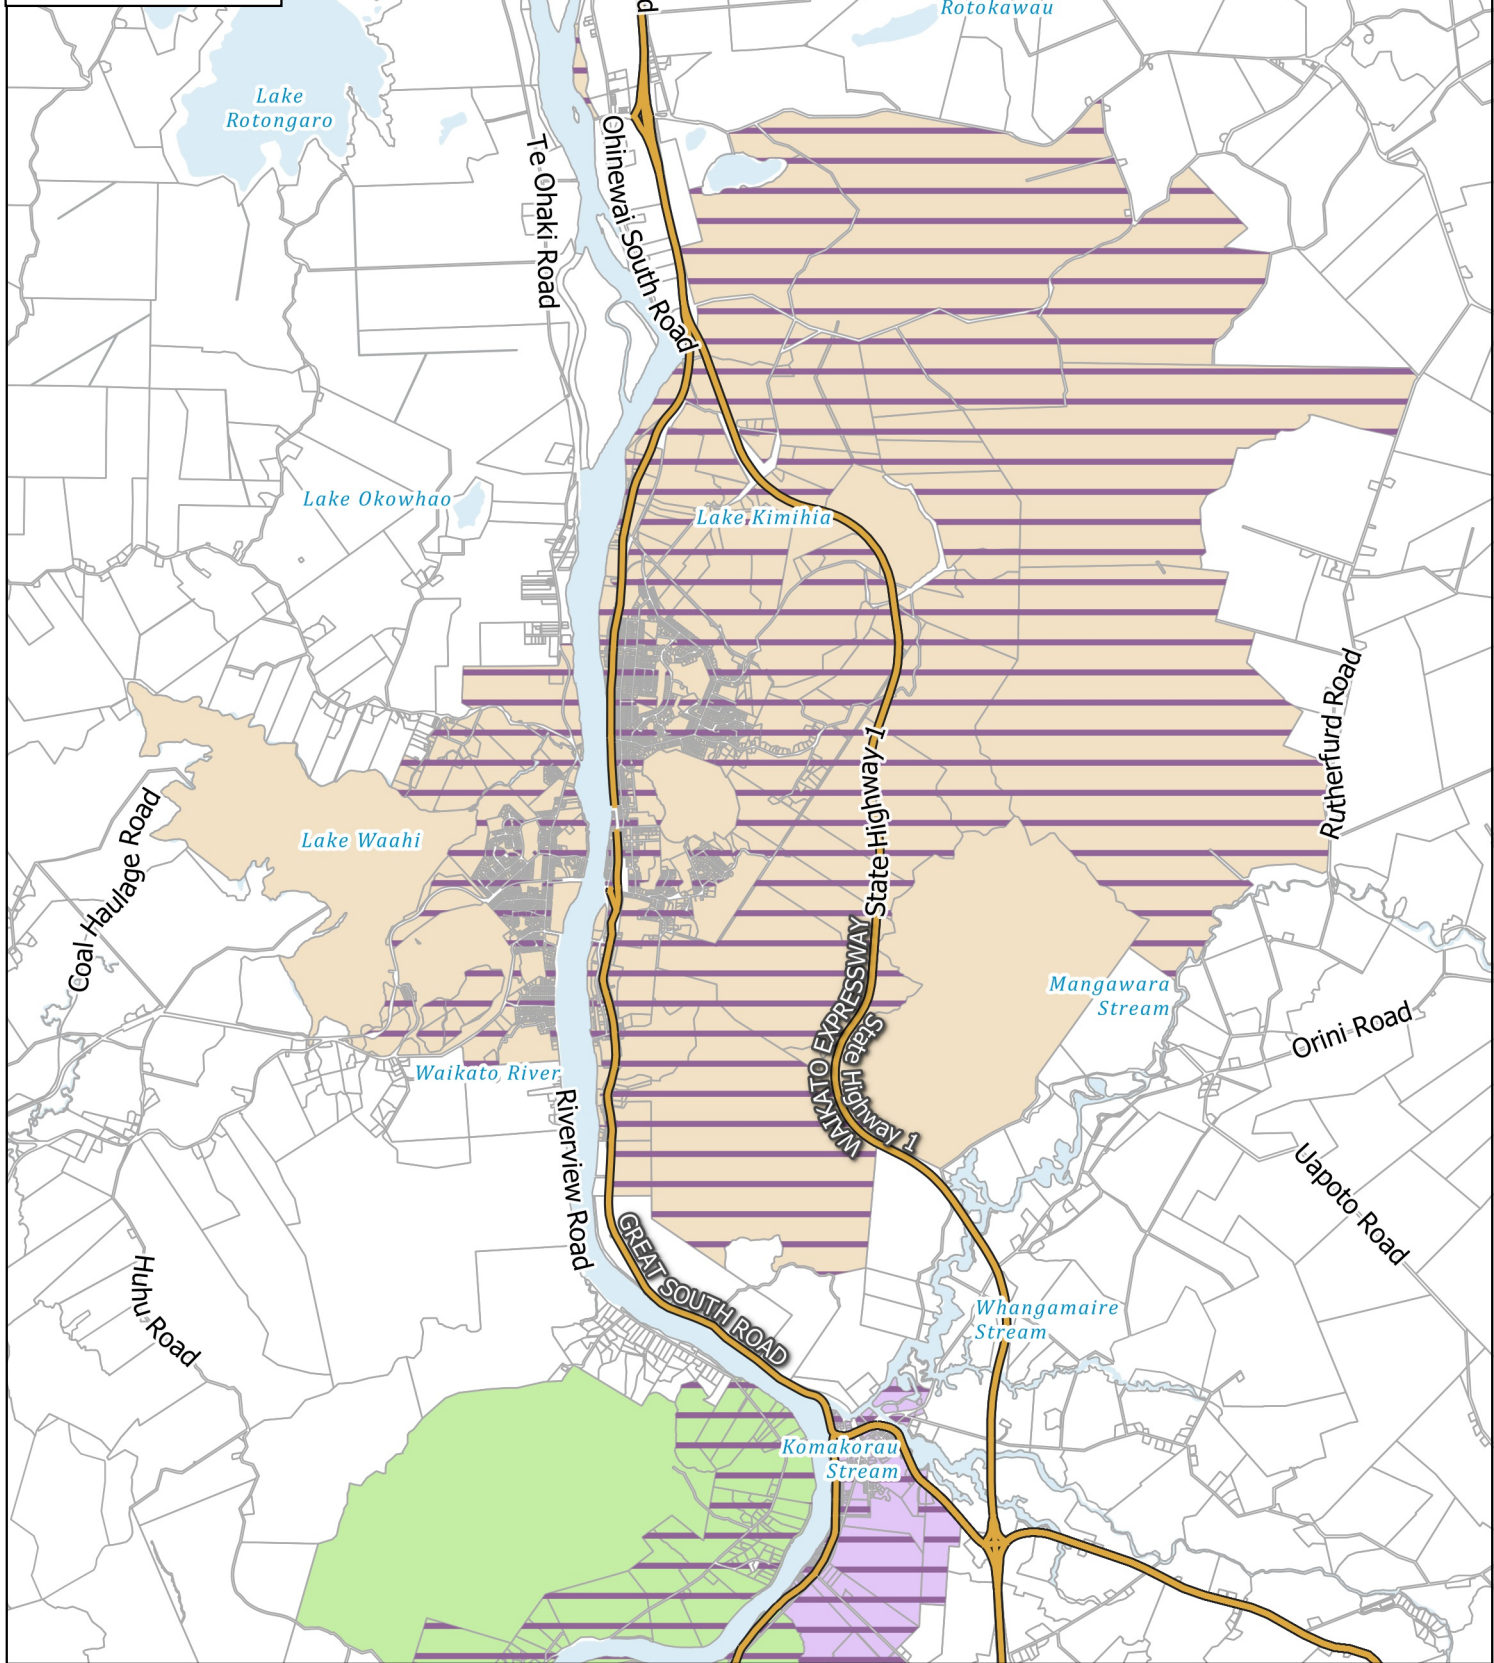 Rotokawau
Lake
Rotongaro
Te Ohaki Road
Ohinewai South Road
Lake Okowhao
Lake Kimihia
Rutherfurd Road
State Highway 1
Coal Haulage Road
Lake Waahi
WAIKATO EXPRESSWAY
State Highway 1
Mangawara
Stream
Orini Road
Waikato River
Riverview Road
Uapoto Road
GREAT SOUTH ROAD
Huhu Road
Whangamaire
Stream
Komakorau
Stream